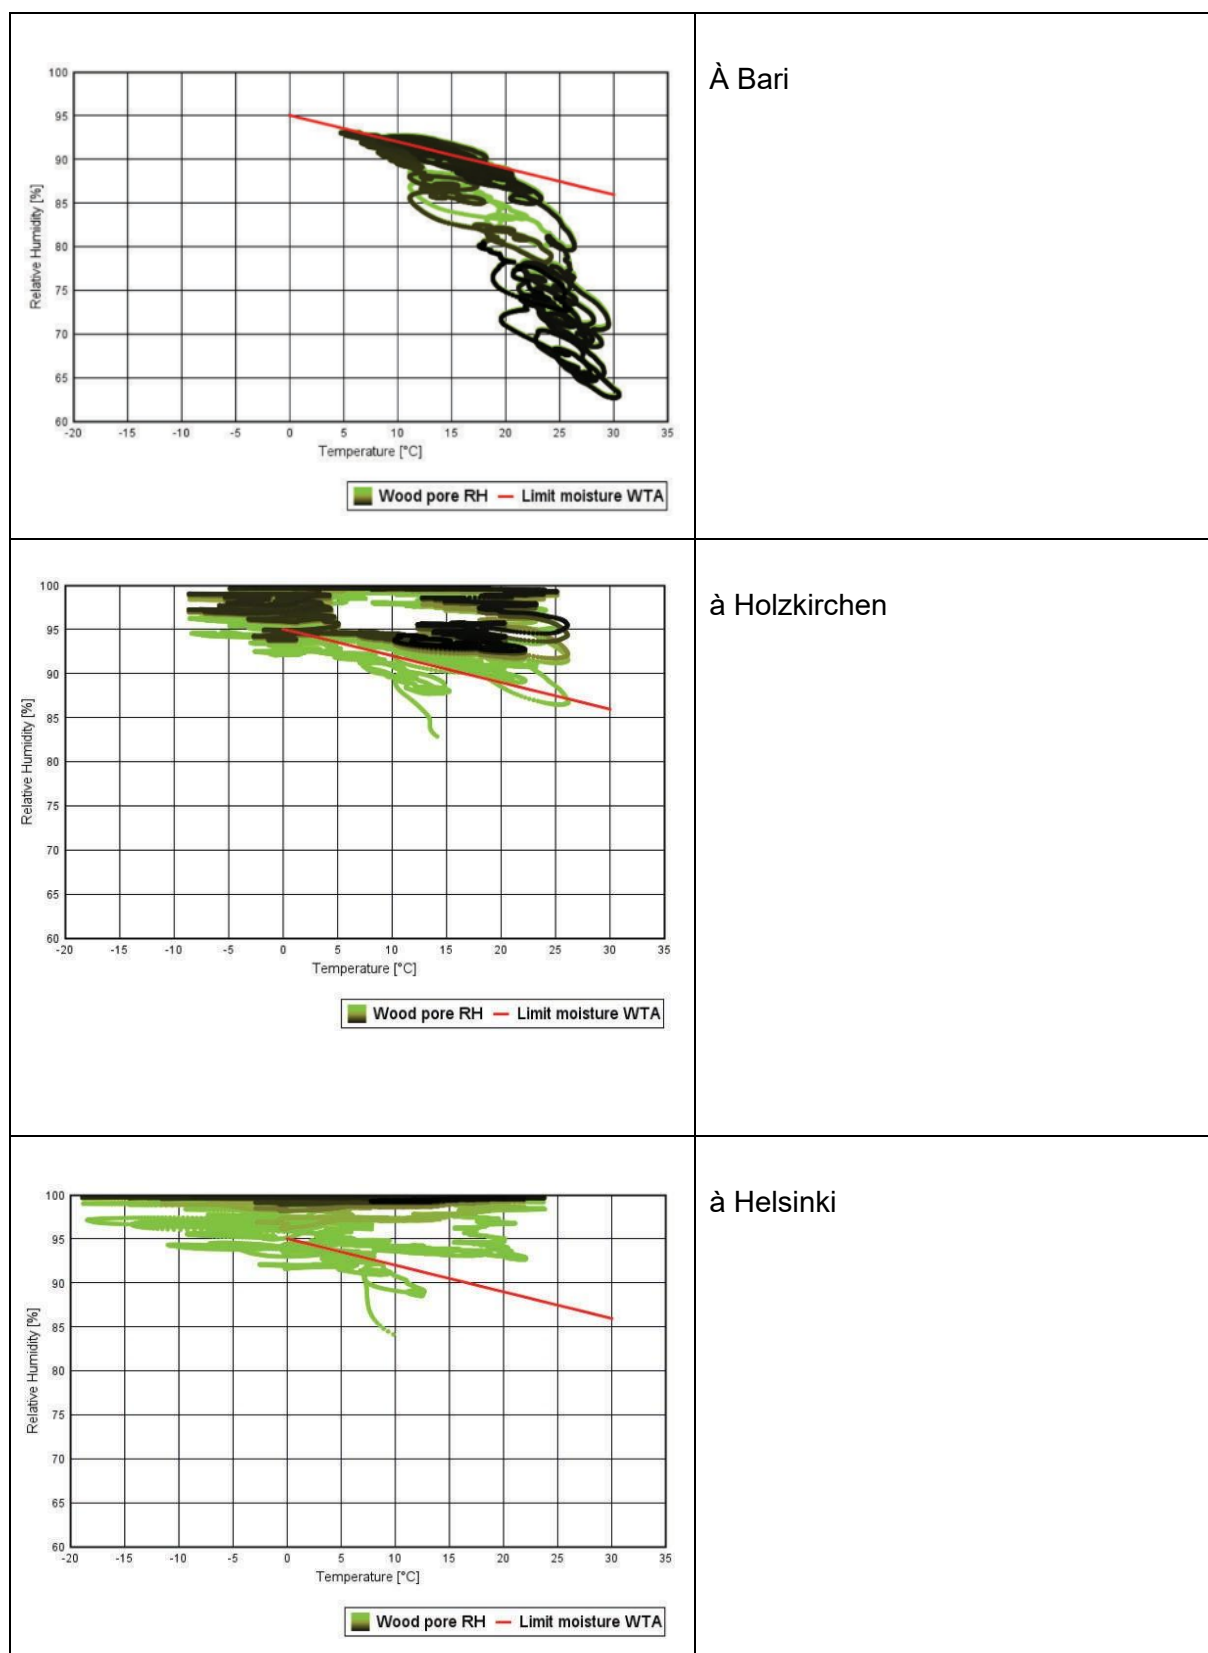 À Bari
100
95
90
85
80
75
70
65
60
Relative Humidity [%]
-20 -15 -10 -5 0 5 10 15 20 25 30 35
Temperature [°C]
Wood pore RH Limit moisture WTA
à Holzkirchen
100
95
90
85
80
75
70
65
60
Relative Humidity [%]
-20 -15 -10 -5 0 5 10 15 20 25 30 35
Temperature [°C]
Wood pore RH Limit moisture WTA
à Helsinki
100
95
90
85
80
75
70
65
60
Relative Humidity [%]
-20 -15 -10 -5 0 5 10 15 20 25 30 35
Temperature [°C]
Wood pore RH Limit moisture WTA